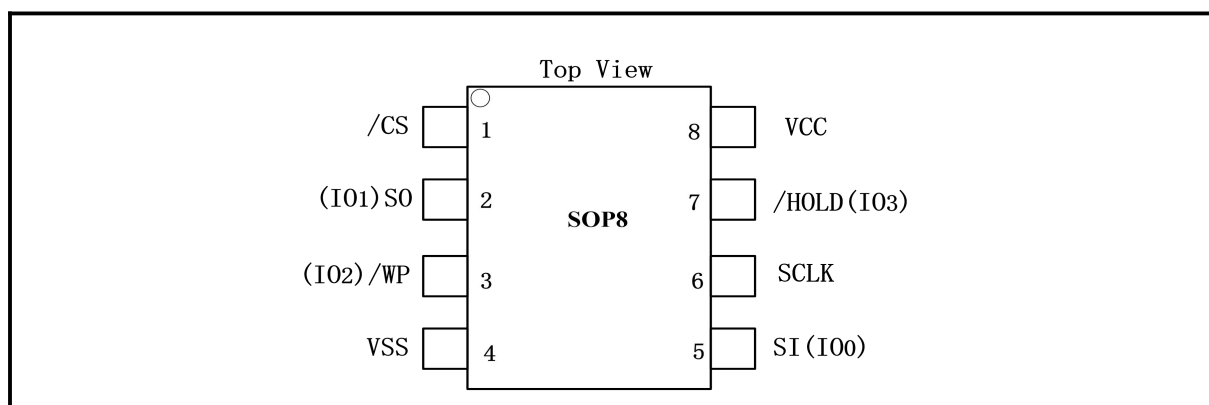 Top View
/CS 1 8 VCC
(IO1)SO 2 7 /HOLD(IO3)
SOP8
(IO2)/WP 3 6 SCLK
VSS 4 5 SI(IO0)